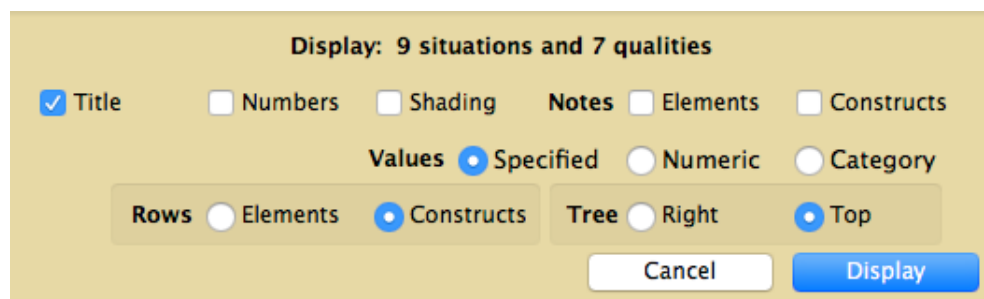 Display: 9 situations and 7 qualities
Title Numbers Shading Notes Elements Constructs
Values Specified Numeric Category
Rows Elements Constructs Tree Right Top
Cancel Display